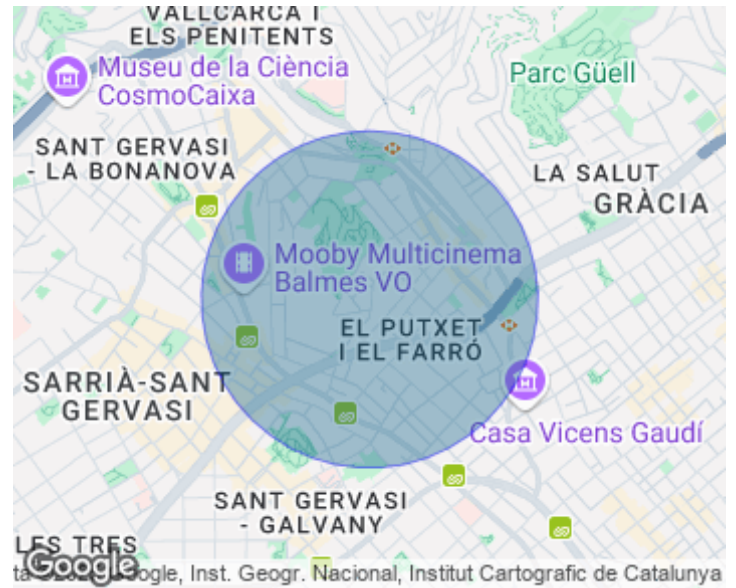 VALLCARCA I
ELS PENITENTS
Museu de la Ciència
CosmoCaixa
Parc Güell
SANT GERVASI
- LA BONANOVA
LA SALUT
GRÀCIA
Mooby Multicinema
Balmes VO
EL PUTXET
I EL FARRÓ
SARRIÀ-SANT
GERVASI
Casa Vicens Gaudí
SANT GERVASI
- GALVANY
LES TRES
Google
Google, Inst. Geogr. Nacional, Institut Cartografic de Catalunya